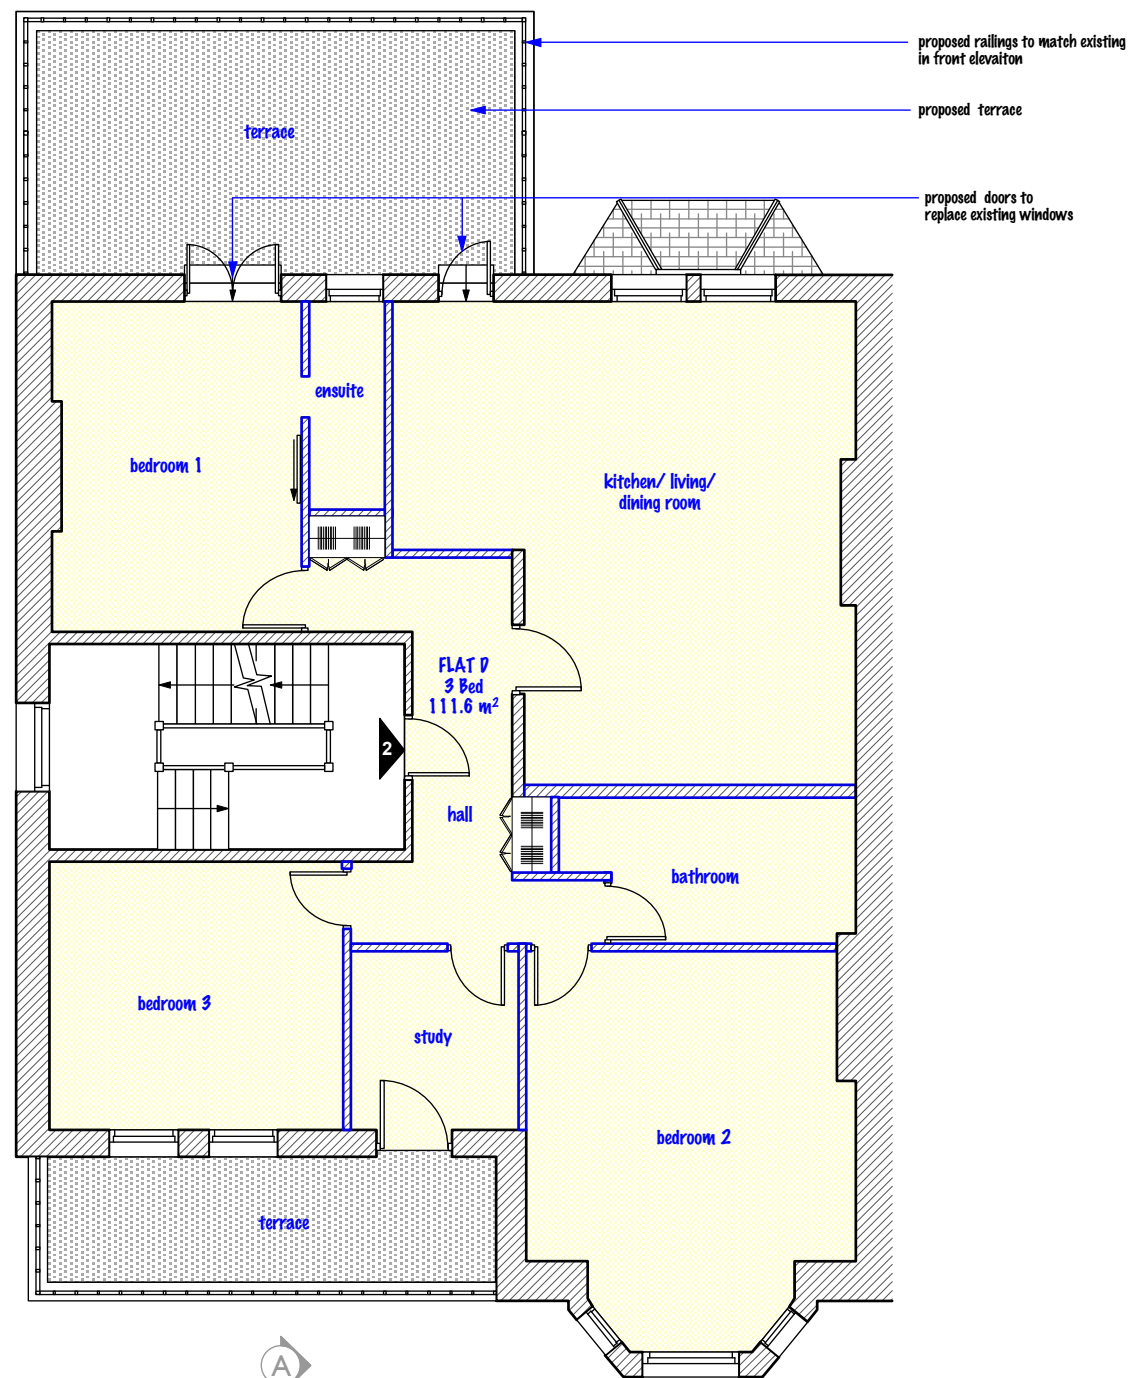 proposed railings to match existing
in front elevaiton
proposed terrace
terrace
proposed doors to
replace existing windows
ensuite
bedroom 1
kitchen/ living/
dining room
FLAT D
3 Bed
111.6 m²
2
hall
bathroom
bedroom 3
study
bedroom 2
terrace
A